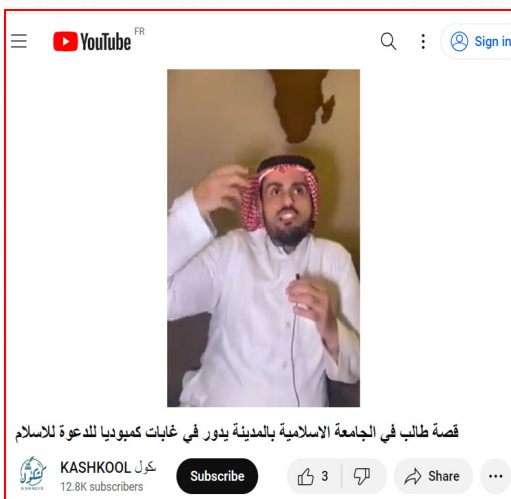 YouTube FR
Sign in
قصة طالب في الجامعة الاسلامية بالمدينة يدور في غابات كمبوديا للدعوة للاسلام
KASHKOOL كول
12.8K subscribers
Subscribe
3
Share